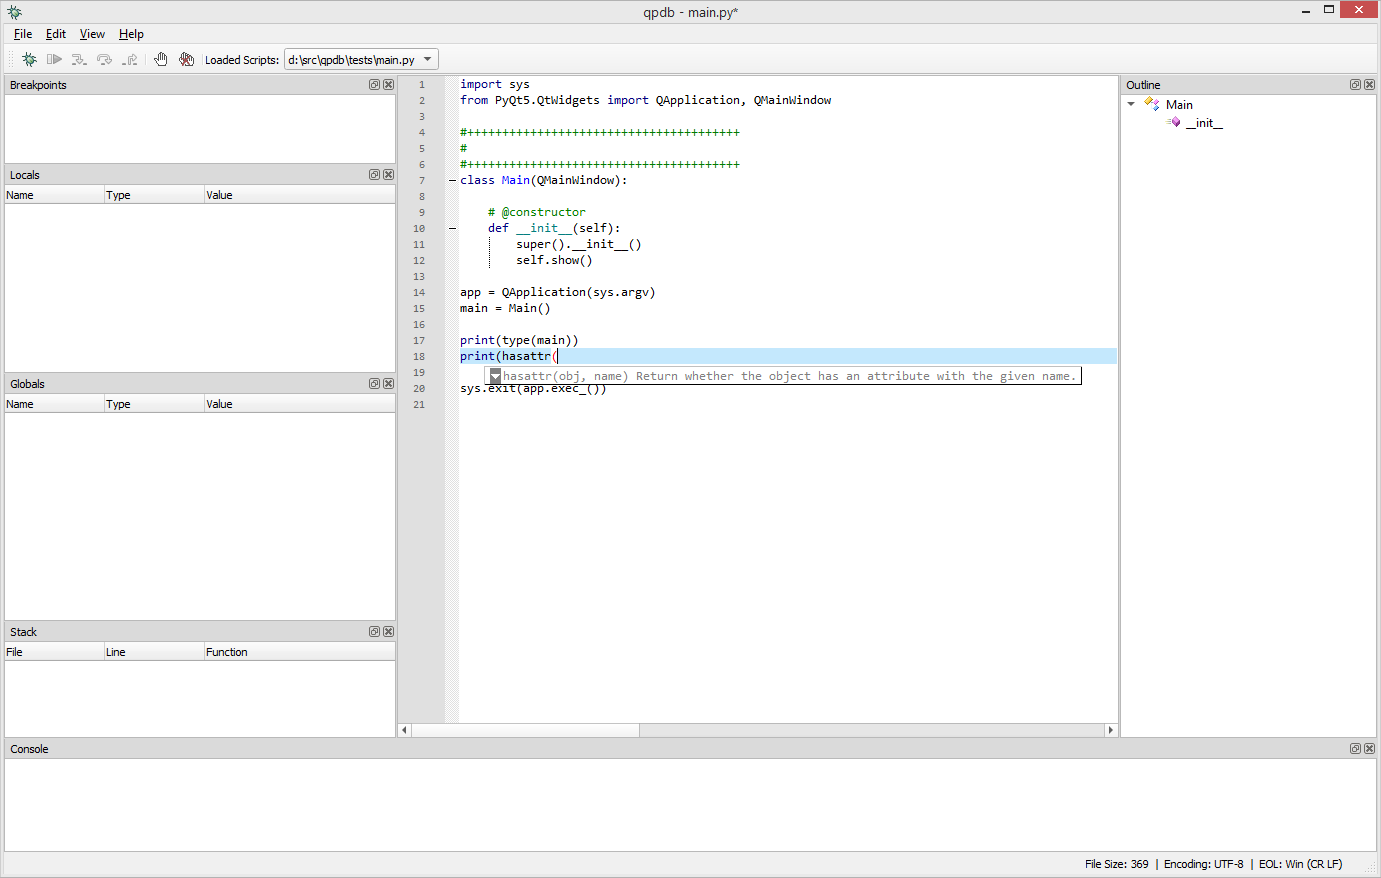 qpdb - main.py*
File Edit View Help
Loaded Scripts: d:\src\qpdb\tests\main.py
Breakpoints
Locals
Name Type Value
Globals
Name Type Value
Stack
File Line Function
1 import sys
2 from PyQt5.QtWidgets import QApplication, QMainWindow
3
4 #+++++++++++++++++++++++++++++++++++++++
5 #
6 #+++++++++++++++++++++++++++++++++++++++
7 class Main(QMainWindow):
8
9 # @constructor
10 def __init__(self):
11 super().__init__()
12 self.show()
13
14 app = QApplication(sys.argv)
15 main = Main()
16
17 print(type(main))
18 print(hasattr(
19 hasattr(obj, name) Return whether the object has an attribute with the given name.
20 sys.exit(app.exec_())
21
Outline
Main
__init__
Console
File Size: 369 | Encoding: UTF-8 | EOL: Win (CR LF)